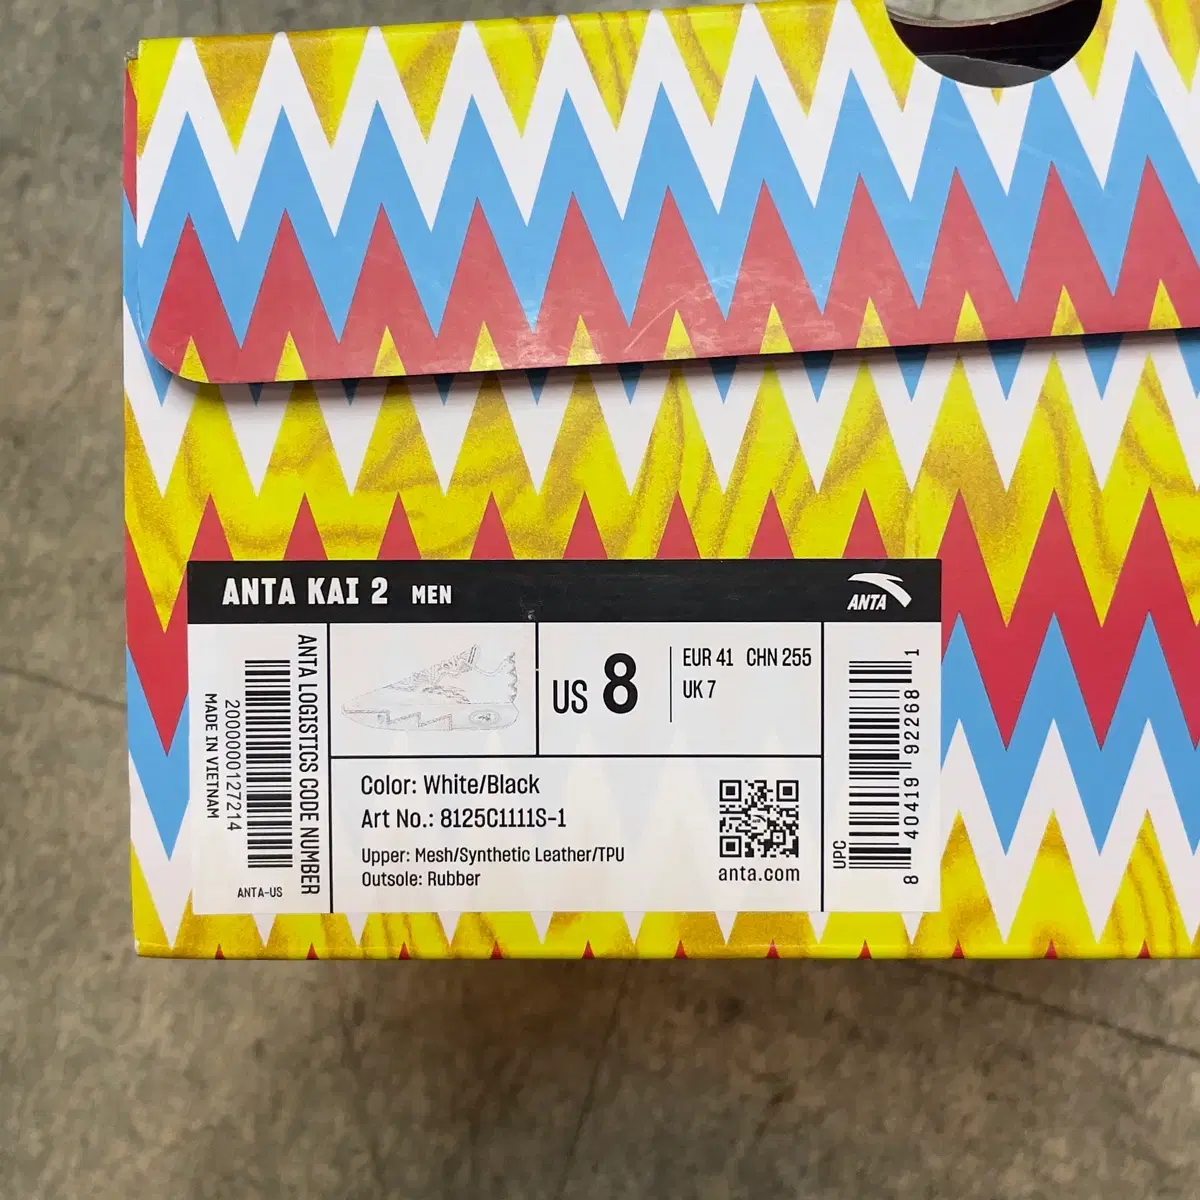 ANTA KAI 2 MEN
ANTA
ANTA LOGISTICS CODE NUMBER
2000000127214
MADE IN VIETNAM
ANTA-US
US 8
EUR 41 CHN 255
UK 7
Color: White/Black
Art No.: 8125C1111S-1
Upper: Mesh/Synthetic Leather/TPU
Outsole: Rubber
anta.com
UPC
8 40419 92268 1